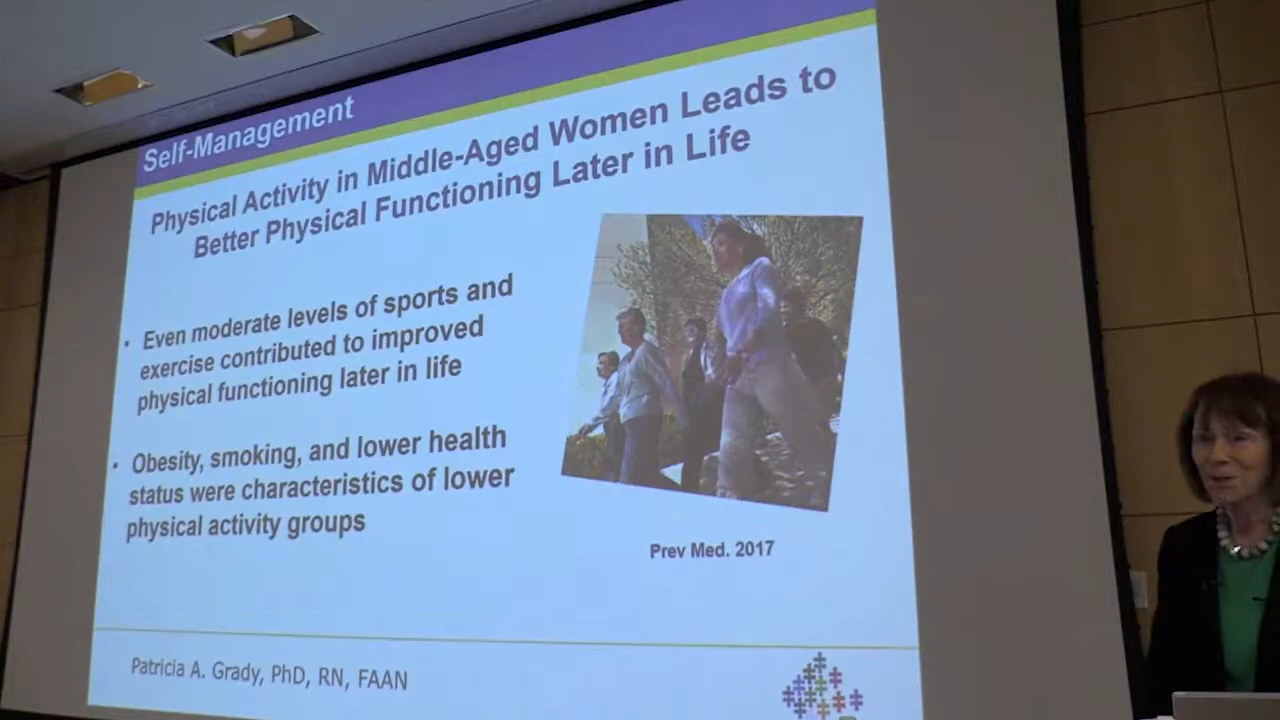 Self-Management
Physical Activity in Middle-Aged Women Leads to
Better Physical Functioning Later in Life
• Even moderate levels of sports and
exercise contributed to improved
physical functioning later in life
• Obesity, smoking, and lower health
status were characteristics of lower
physical activity groups
Prev Med. 2017
Patricia A. Grady, PhD, RN, FAAN